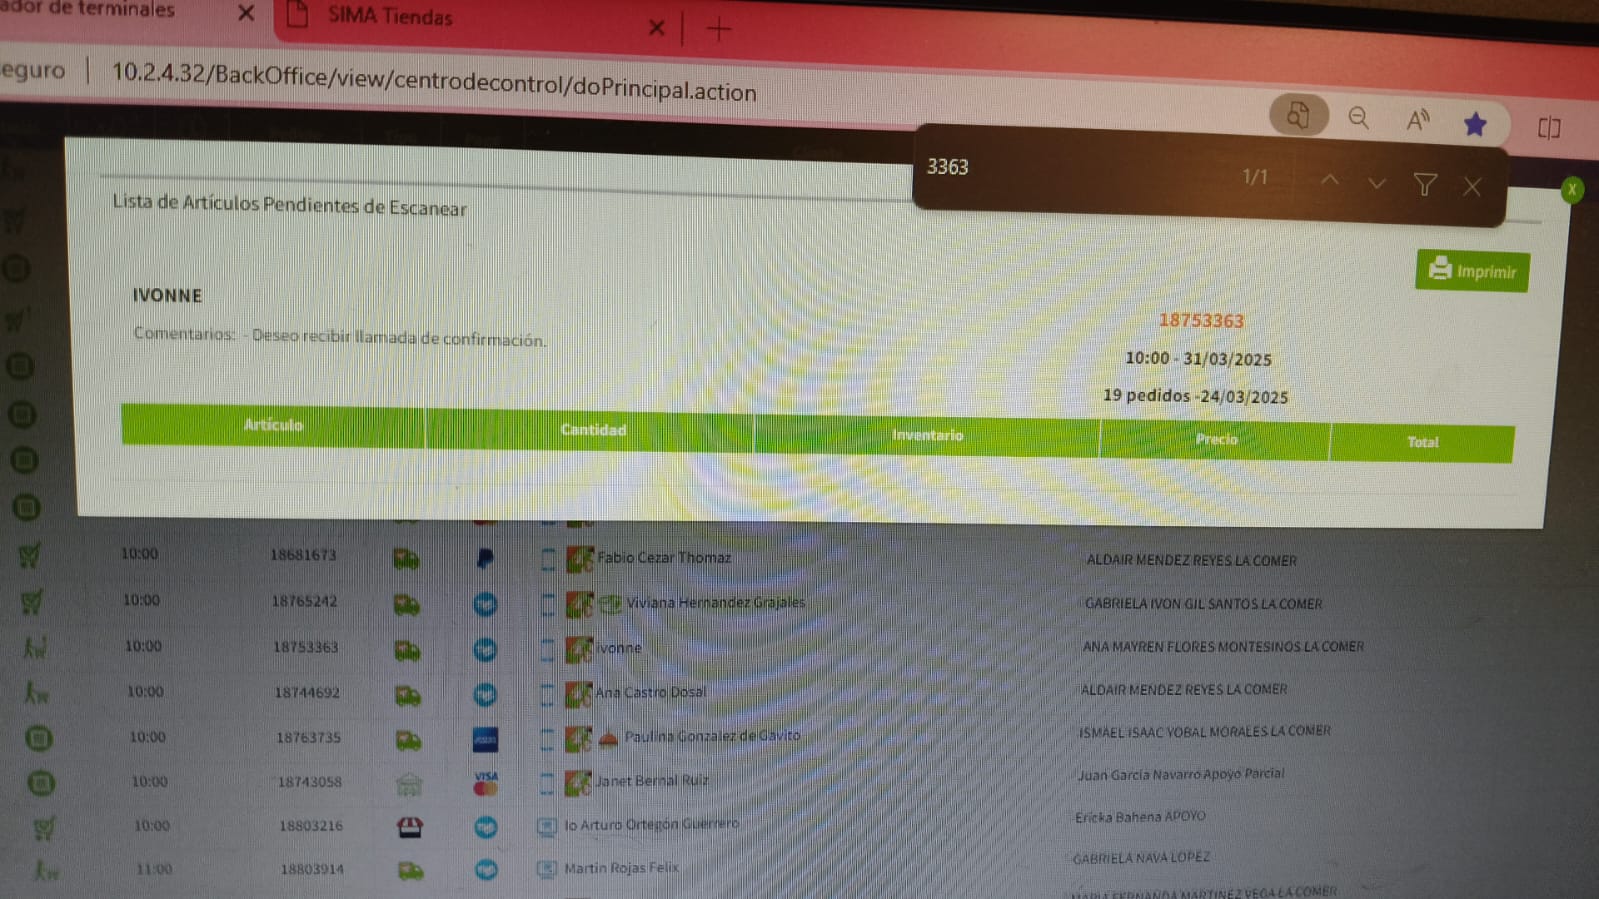 ador de terminales
SIMA Tiendas
eguro
10.2.4.32/BackOffice/view/centrodecontrol/doPrincipal.action
3363
1/1
x
Lista de Artículos Pendientes de Escanear
Imprimir
IVONNE
Comentarios: - Deseo recibir llamada de confirmación.
18753363
10:00 - 31/03/2025
19 pedidos -24/03/2025
Artículo Cantidad Inventario Precio Total
10:00 18681673 Fabio Cezar Thomaz ALDAIR MENDEZ REYES LA COMER
10:00 18765242 Viviana Hernandez Grajales GABRIELA IVON GIL SANTOS LA COMER
10:00 18753363 ivonne ANA MAYREN FLORES MONTESINOS LA COMER
10:00 18744692 Ana Castro Dosal ALDAIR MENDEZ REYES LA COMER
10:00 18763735 Paulina Gonzalez de Gavito ISMAEL ISAAC YOBAL MORALES LA COMER
10:00 18743058 VISA Janet Bernal Ruiz Juan García Navarro Apoyo Parcial
10:00 18803216 lo Arturo Ortegón Guerrero Ericka Bahena APOYO
11:00 18803914 Martin Rojas Felix GABRIELA NAVA LOPEZ
MARIA FERNANDA MARTINEZ VEGA LA COMER